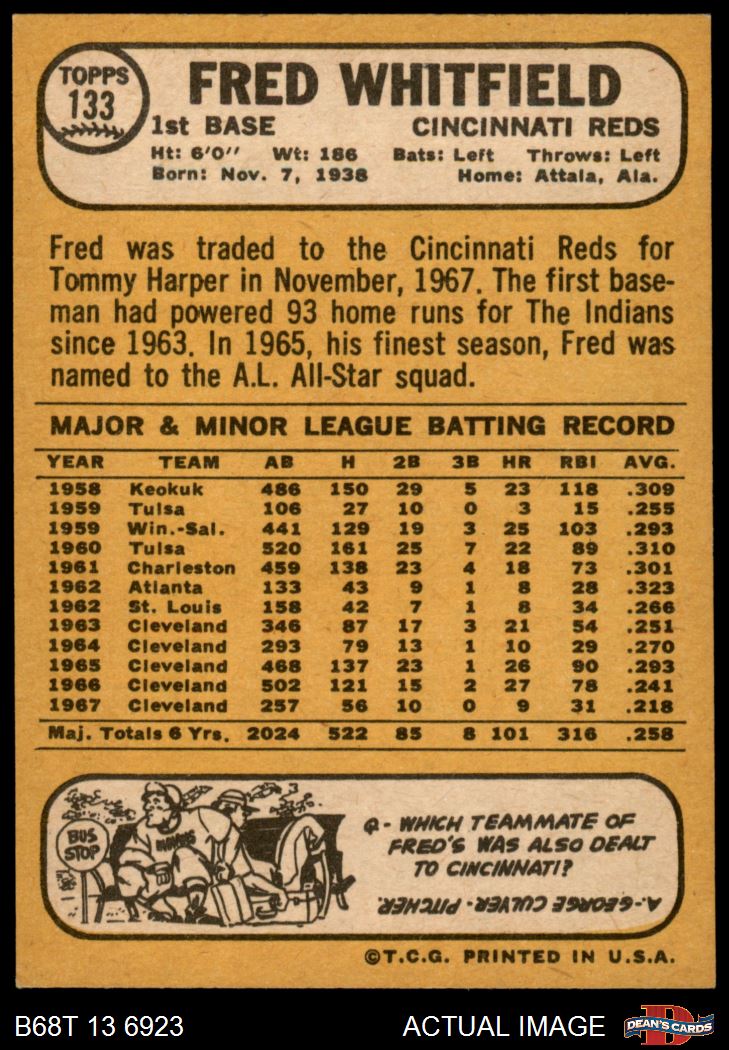 TOPPS
133
FRED WHITFIELD
1st BASE CINCINNATI REDS
Ht: 6'0" Wt: 186 Bats: Left Throws: Left
Born: Nov. 7, 1938 Home: Attala, Ala.
Fred was traded to the Cincinnati Reds for
Tommy Harper in November, 1967. The first base-
man had powered 93 home runs for The Indians
since 1963. In 1965, his finest season, Fred was
named to the A.L. All-Star squad.
MAJOR & MINOR LEAGUE BATTING RECORD
YEAR TEAM AB H 2B 3B HR RBI AVG.
1958 Keokuk 486 150 29 5 23 118 .309
1959 Tulsa 106 27 10 0 3 15 .255
1959 Win.-Sal. 441 129 19 3 25 103 .293
1960 Tulsa 520 161 25 7 22 89 .310
1961 Charleston 459 138 23 4 18 73 .301
1962 Atlanta 133 43 9 1 8 28 .323
1962 St. Louis 158 42 7 1 8 34 .266
1963 Cleveland 346 87 17 3 21 54 .251
1964 Cleveland 293 79 13 1 10 29 .270
1965 Cleveland 468 137 23 1 26 90 .293
1966 Cleveland 502 121 15 2 27 78 .241
1967 Cleveland 257 56 10 0 9 31 .218
Maj. Totals 6 Yrs. 2024 522 85 8 101 316 .258
BUS
STOP
Q- WHICH TEAMMATE OF
FRED'S WAS ALSO DEALT
TO CINCINNATI?
A-GEORGE CULVER-PITCHER.
©T.C.G. PRINTED IN U.S.A.
B68T 13 6923 ACTUAL IMAGE
D
DEAN'S CARDS